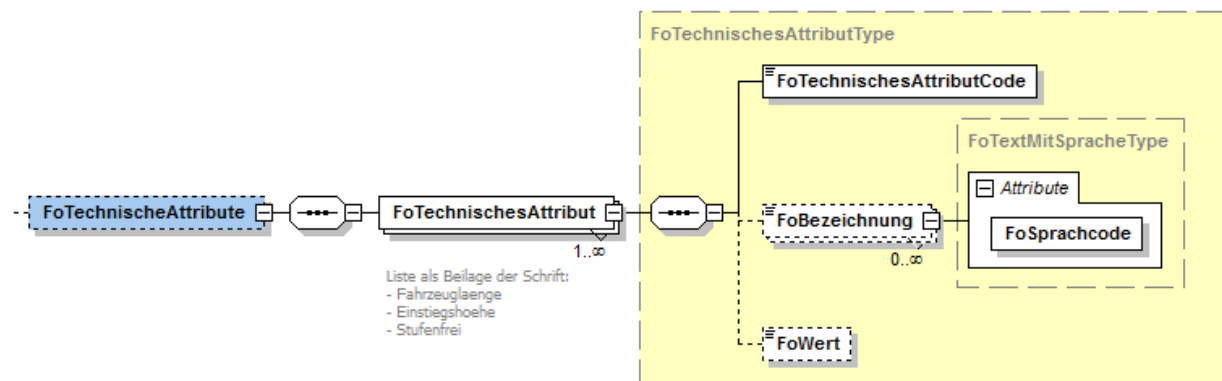 FoTechnischesAttributType
FoTechnischesAttributCode
FoTextMitSpracheType
Attribute
FoTechnischeAttribute
FoTechnischesAttribut
FoBezeichnung
FoSprachcode
1..∞
0..∞
Liste als Beilage der Schrift:
- Fahrzeuglaenge
- Einstiegshoehe
- Stufenfrei
FoWert